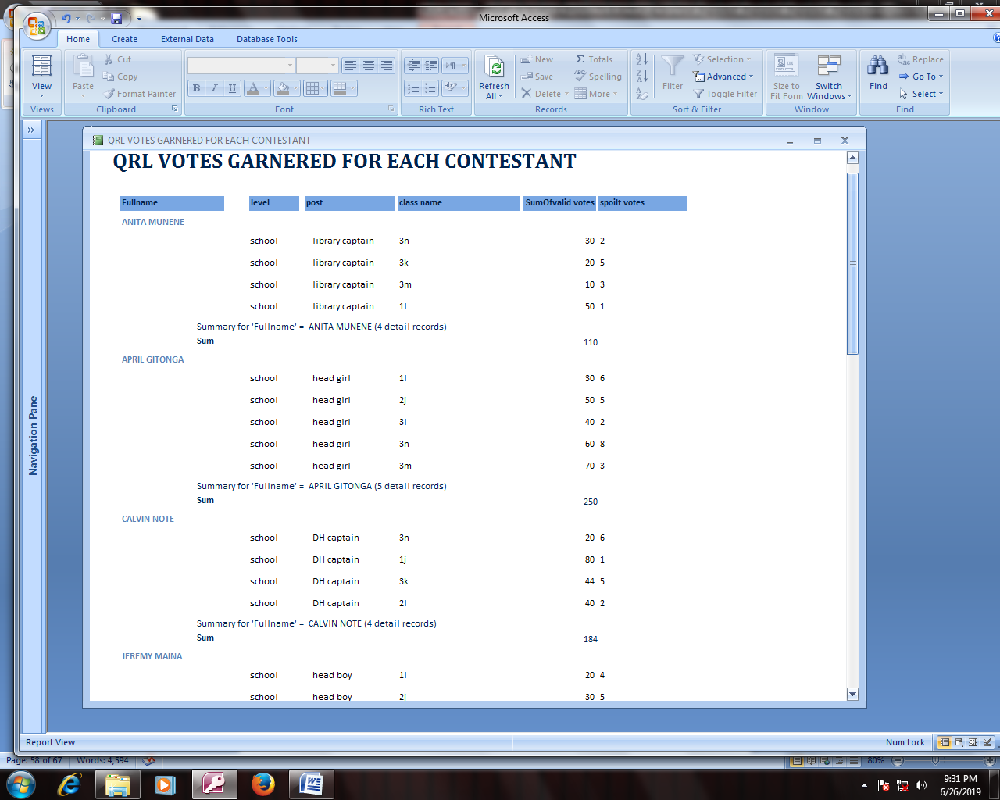 Microsoft Access
Home Create External Data Database Tools
View
Views
Paste
Cut
Copy
Format Painter
Clipboard
B I U A
Font
Rich Text
Refresh All
New
Save
Delete
Totals
Spelling
More
Records
Filter
Selection
Advanced
Toggle Filter
Sort & Filter
Size to Fit Form
Switch Windows
Window
Find
Replace
Go To
Select
Find
Navigation Pane
QRL VOTES GARNERED FOR EACH CONTESTANT
QRL VOTES GARNERED FOR EACH CONTESTANT
Fullname level post class name SumOfvalid votes spoilt votes
ANITA MUNENE
school library captain 3n 30 2
school library captain 3k 20 5
school library captain 3m 10 3
school library captain 1l 50 1
Summary for 'Fullname' = ANITA MUNENE (4 detail records)
Sum 110
APRIL GITONGA
school head girl 1l 30 6
school head girl 2j 50 5
school head girl 3l 40 2
school head girl 3n 60 8
school head girl 3m 70 3
Summary for 'Fullname' = APRIL GITONGA (5 detail records)
Sum 250
CALVIN NOTE
school DH captain 3n 20 6
school DH captain 1j 80 1
school DH captain 3k 44 5
school DH captain 2l 40 2
Summary for 'Fullname' = CALVIN NOTE (4 detail records)
Sum 184
JEREMY MAINA
school head boy 1l 20 4
school head boy 2j 30 5
Report View Num Lock
Page: 58 of 67 Words: 4,594 80%
9:31 PM
6/26/2019